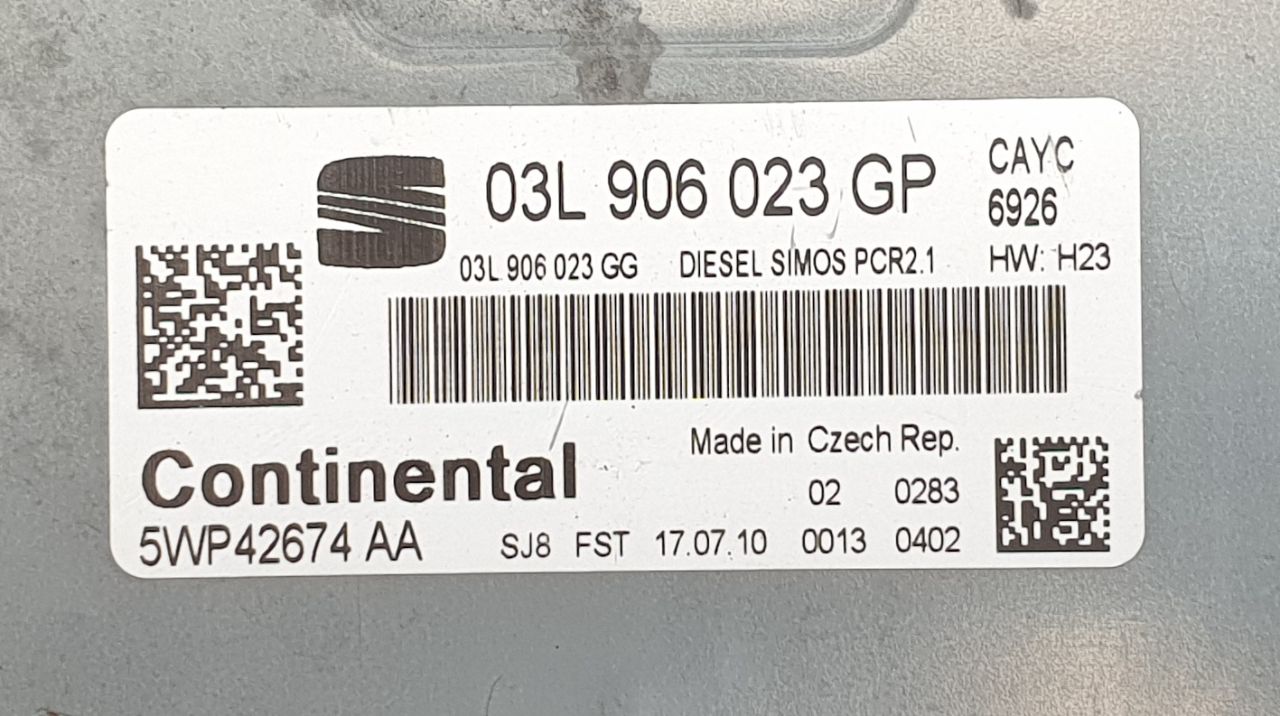 03L 906 023 GP CAYC
6926
03L 906 023 GG DIESEL SIMOS PCR2.1 HW: H23
Continental
Made in Czech Rep.
02 0283
5WP42674 AA SJ8 FST 17.07.10 0013 0402